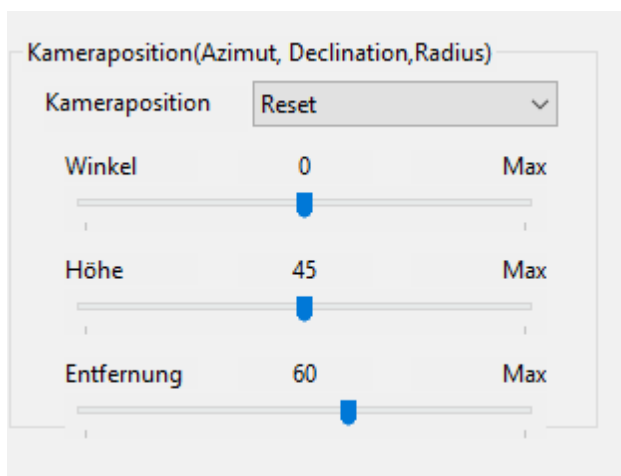 Kameraposition(Azimut, Declination,Radius)
Kameraposition Reset
Winkel 0 Max
Höhe 45 Max
Entfernung 60 Max